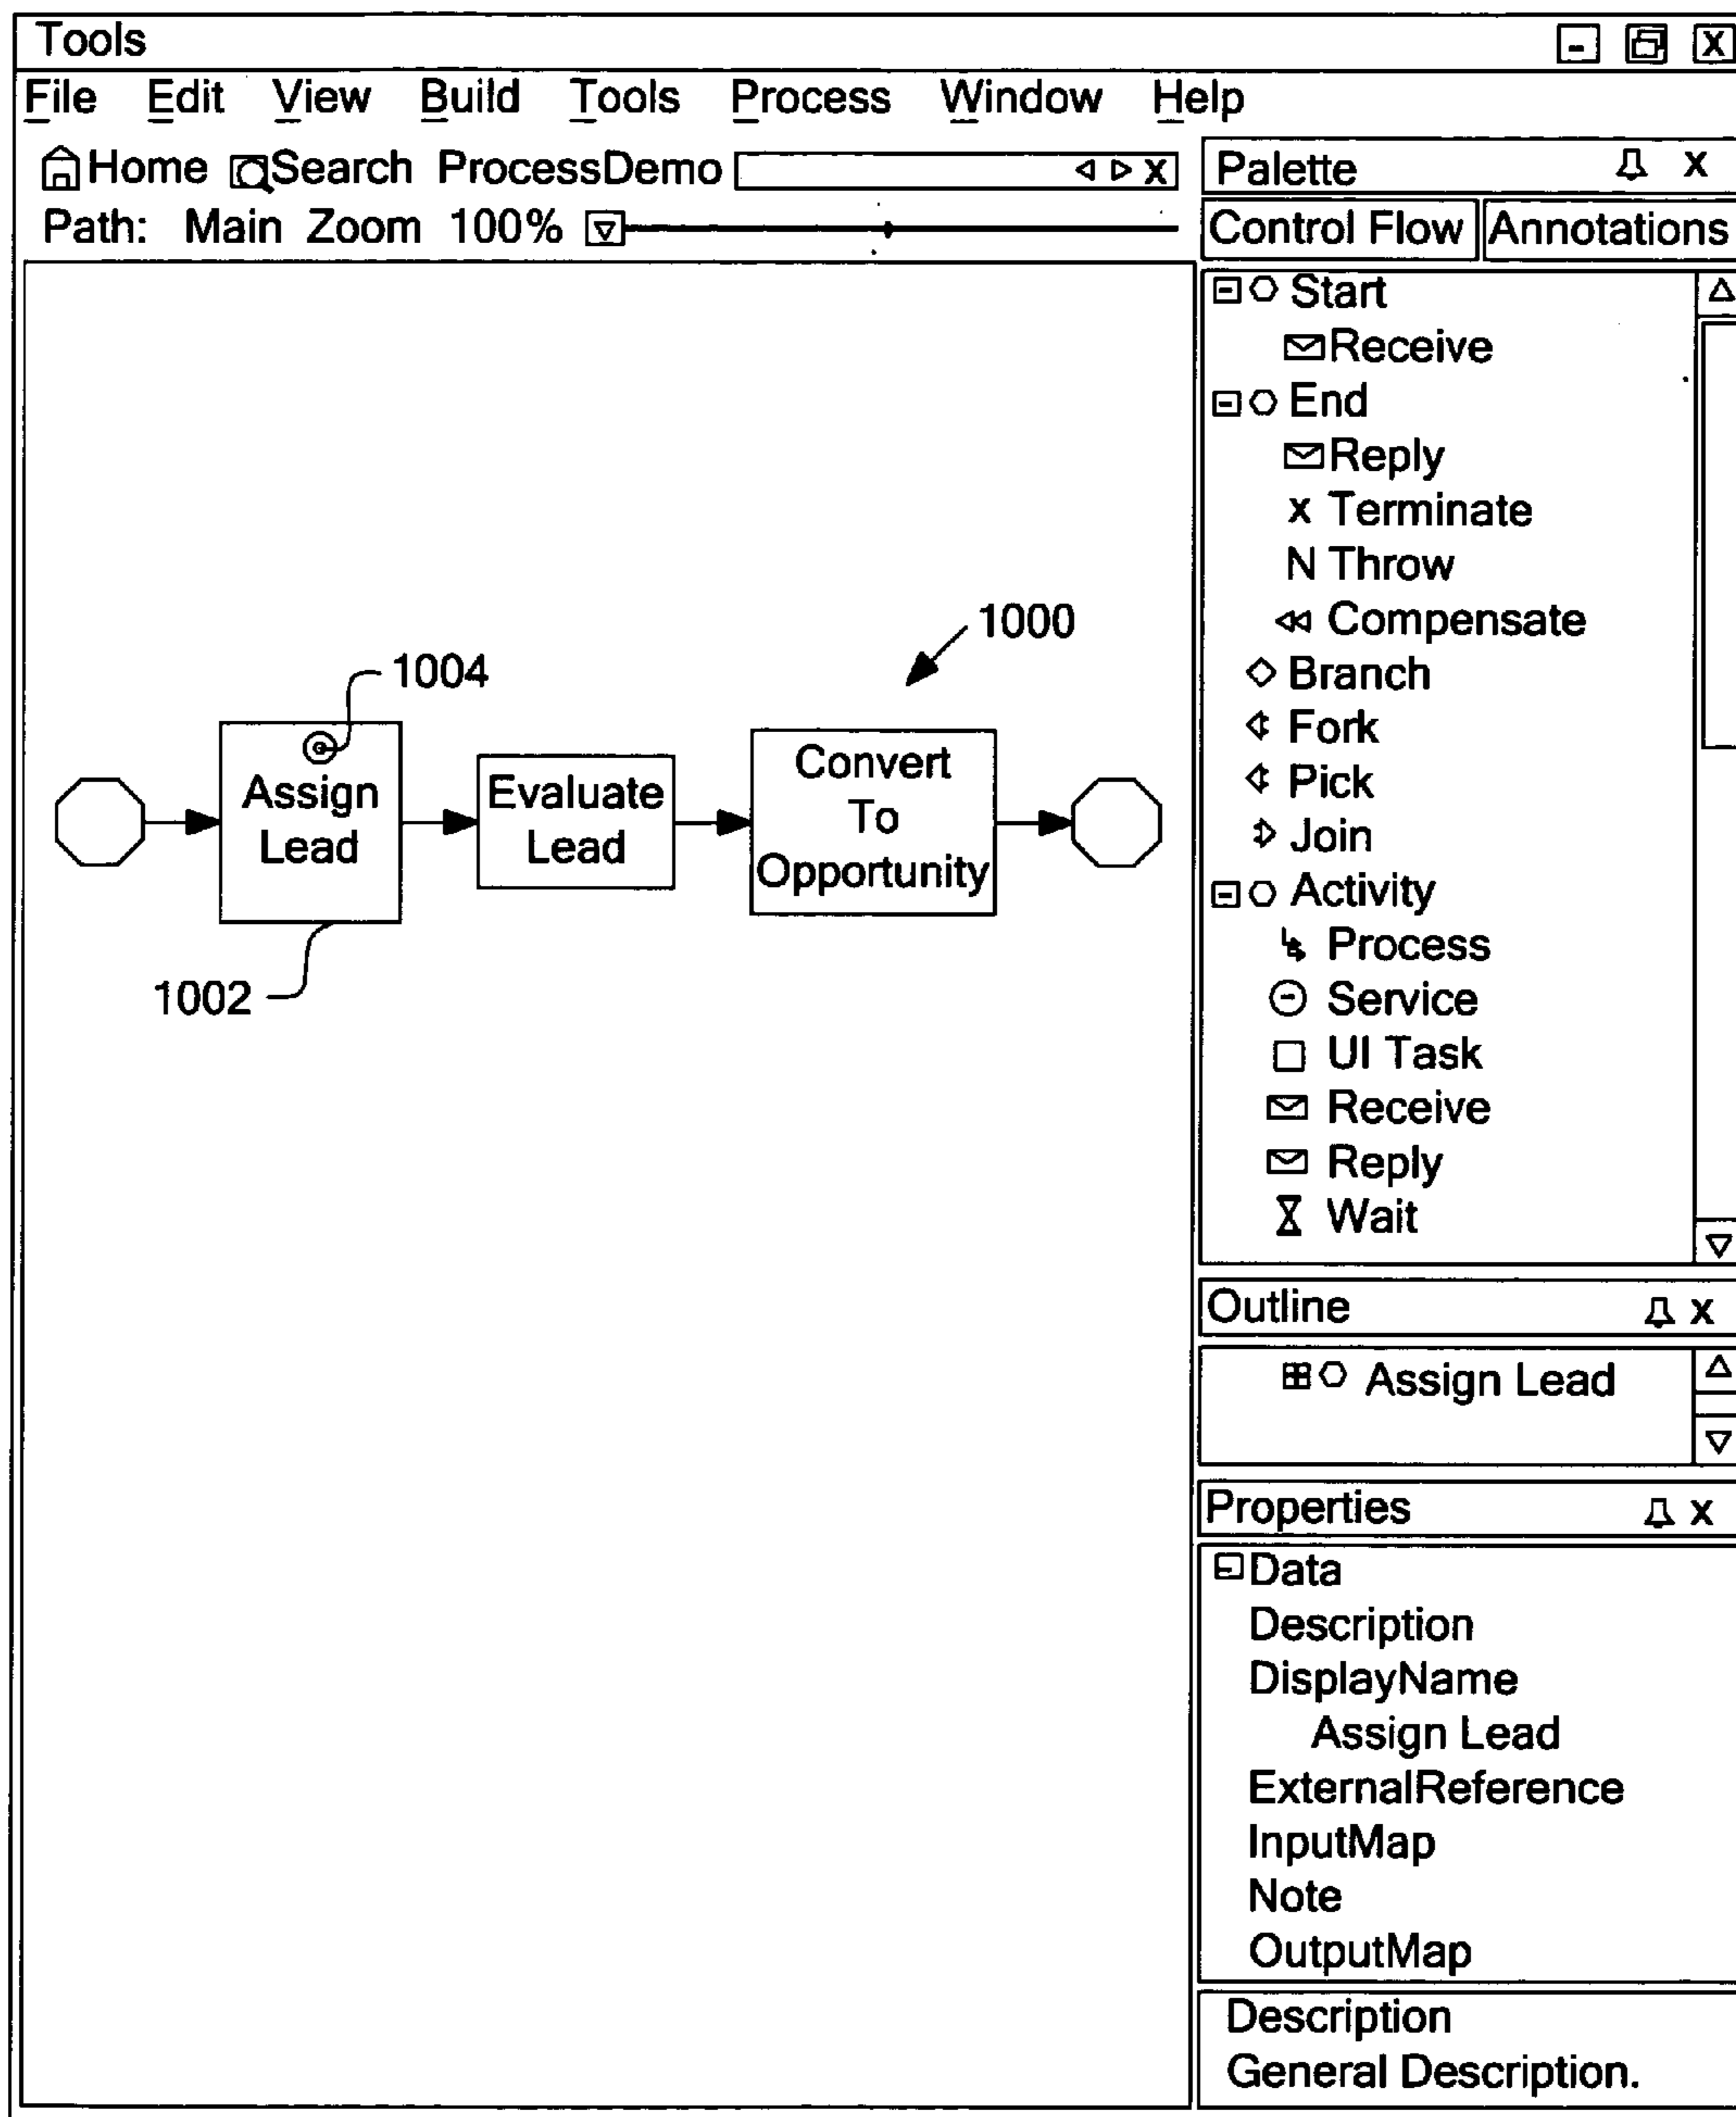 Tools
File Edit View Build Tools Process Window Help
Home Search ProcessDemo
Path: Main Zoom 100%
1000
1004
Assign
Lead
Evaluate
Lead
Convert
To
Opportunity
1002
Palette
Control Flow Annotations
Start
Receive
End
Reply
Terminate
N Throw
Compensate
Branch
Fork
Pick
Join
Activity
Process
Service
UI Task
Receive
Reply
Wait
Outline
Assign Lead
Properties
Data
Description
DisplayName
Assign Lead
ExternalReference
InputMap
Note
OutputMap
Description
General Description.